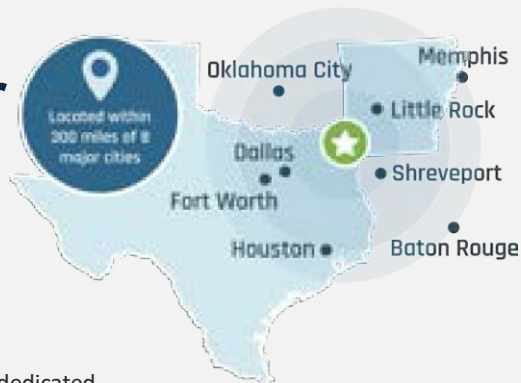 Located within
300 miles of 8
major cities
Oklahoma City
Memphis
Little Rock
Dallas
Fort Worth
Shreveport
Houston
Baton Rouge
dedicated